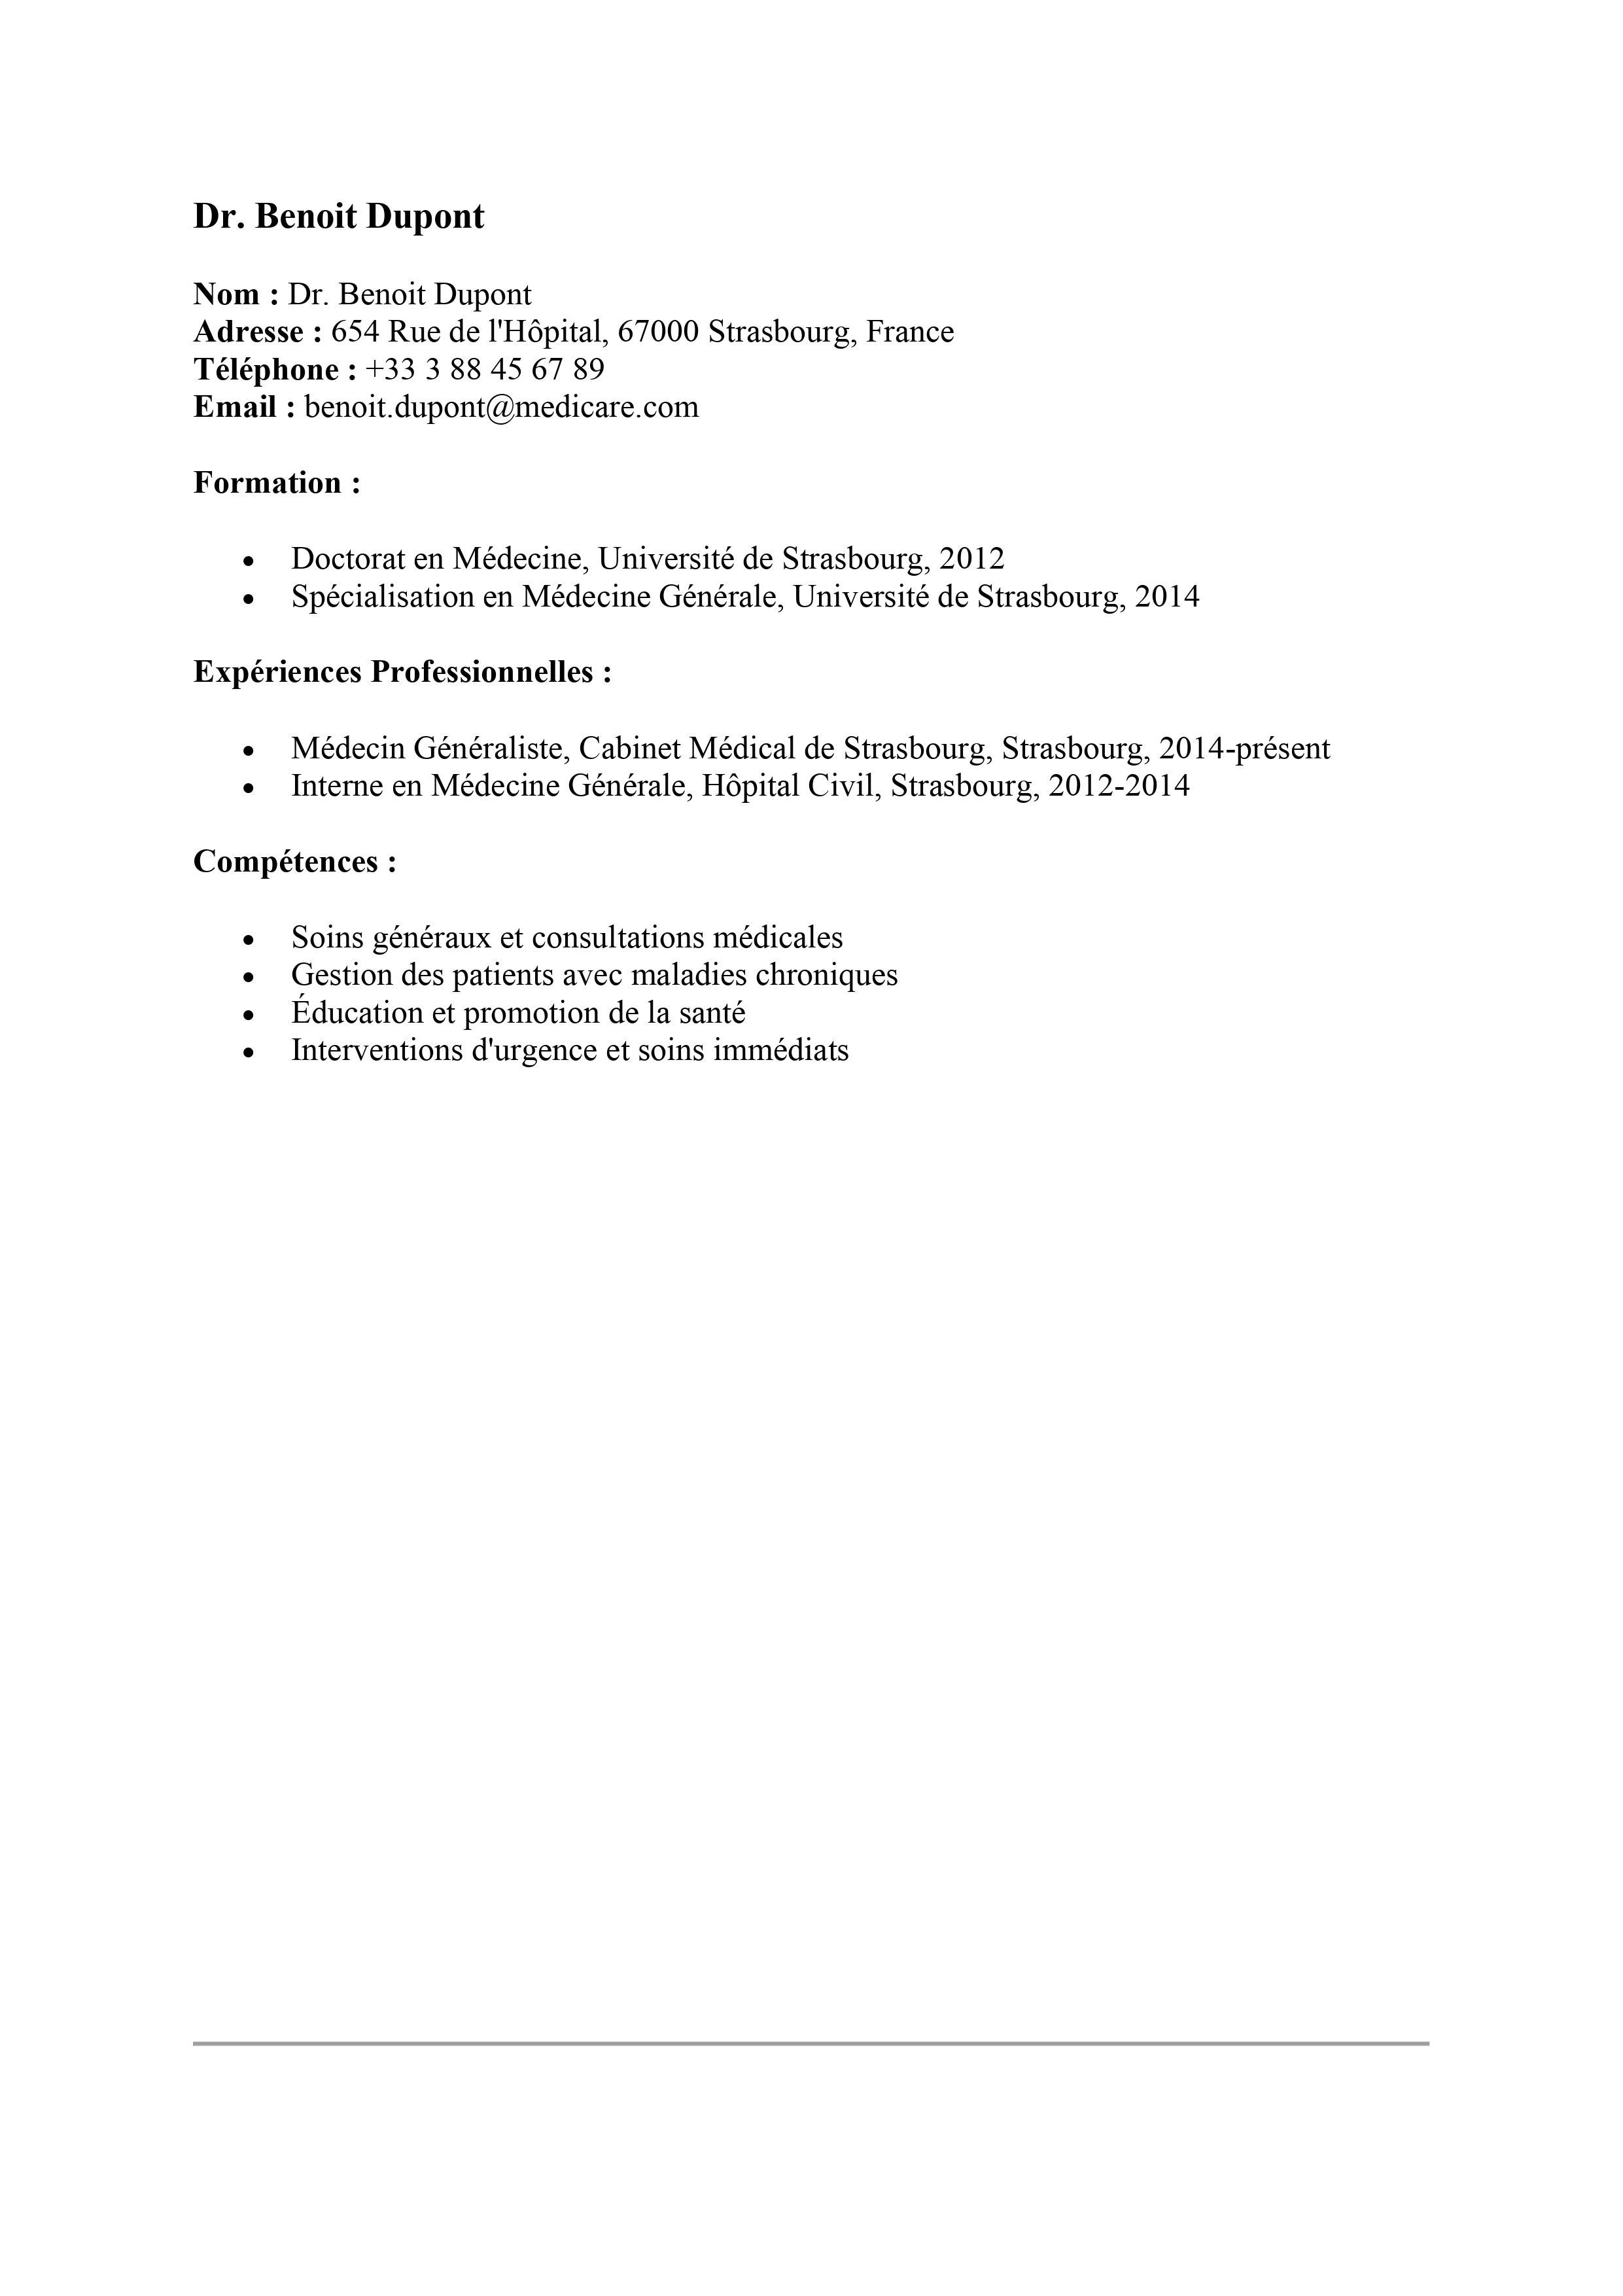 Dr. Benoit Dupont
Nom : Dr. Benoit Dupont
Adresse : 654 Rue de l'Hôpital, 67000 Strasbourg, France
Téléphone : +33 3 88 45 67 89
Email : benoit.dupont@medicare.com
Formation :
• Doctorat en Médecine, Université de Strasbourg, 2012
• Spécialisation en Médecine Générale, Université de Strasbourg, 2014
Expériences Professionnelles :
• Médecin Généraliste, Cabinet Médical de Strasbourg, Strasbourg, 2014-présent
• Interne en Médecine Générale, Hôpital Civil, Strasbourg, 2012-2014
Compétences :
• Soins généraux et consultations médicales
• Gestion des patients avec maladies chroniques
• Éducation et promotion de la santé
• Interventions d'urgence et soins immédiats